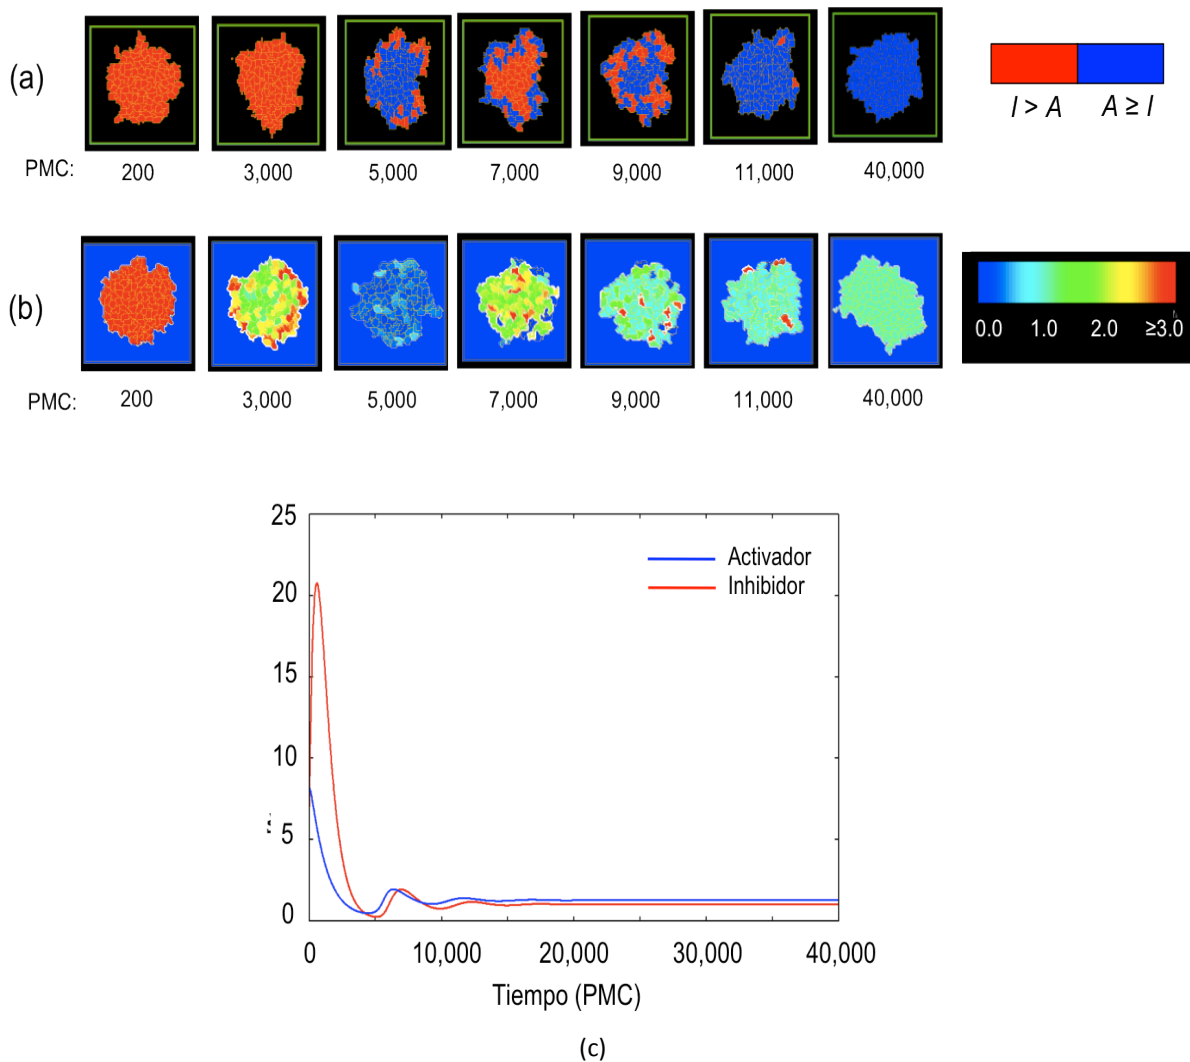 (a)
I > A A ≥ I
PMC: 200 3,000 5,000 7,000 9,000 11,000 40,000
(b)
0.0 1.0 2.0 ≥3.0
PMC: 200 3,000 5,000 7,000 9,000 11,000 40,000
25
Activador
Inhibidor
20
15
10
5
0
0 10,000 20,000 30,000 40,000
Tiempo (PMC)
(c)